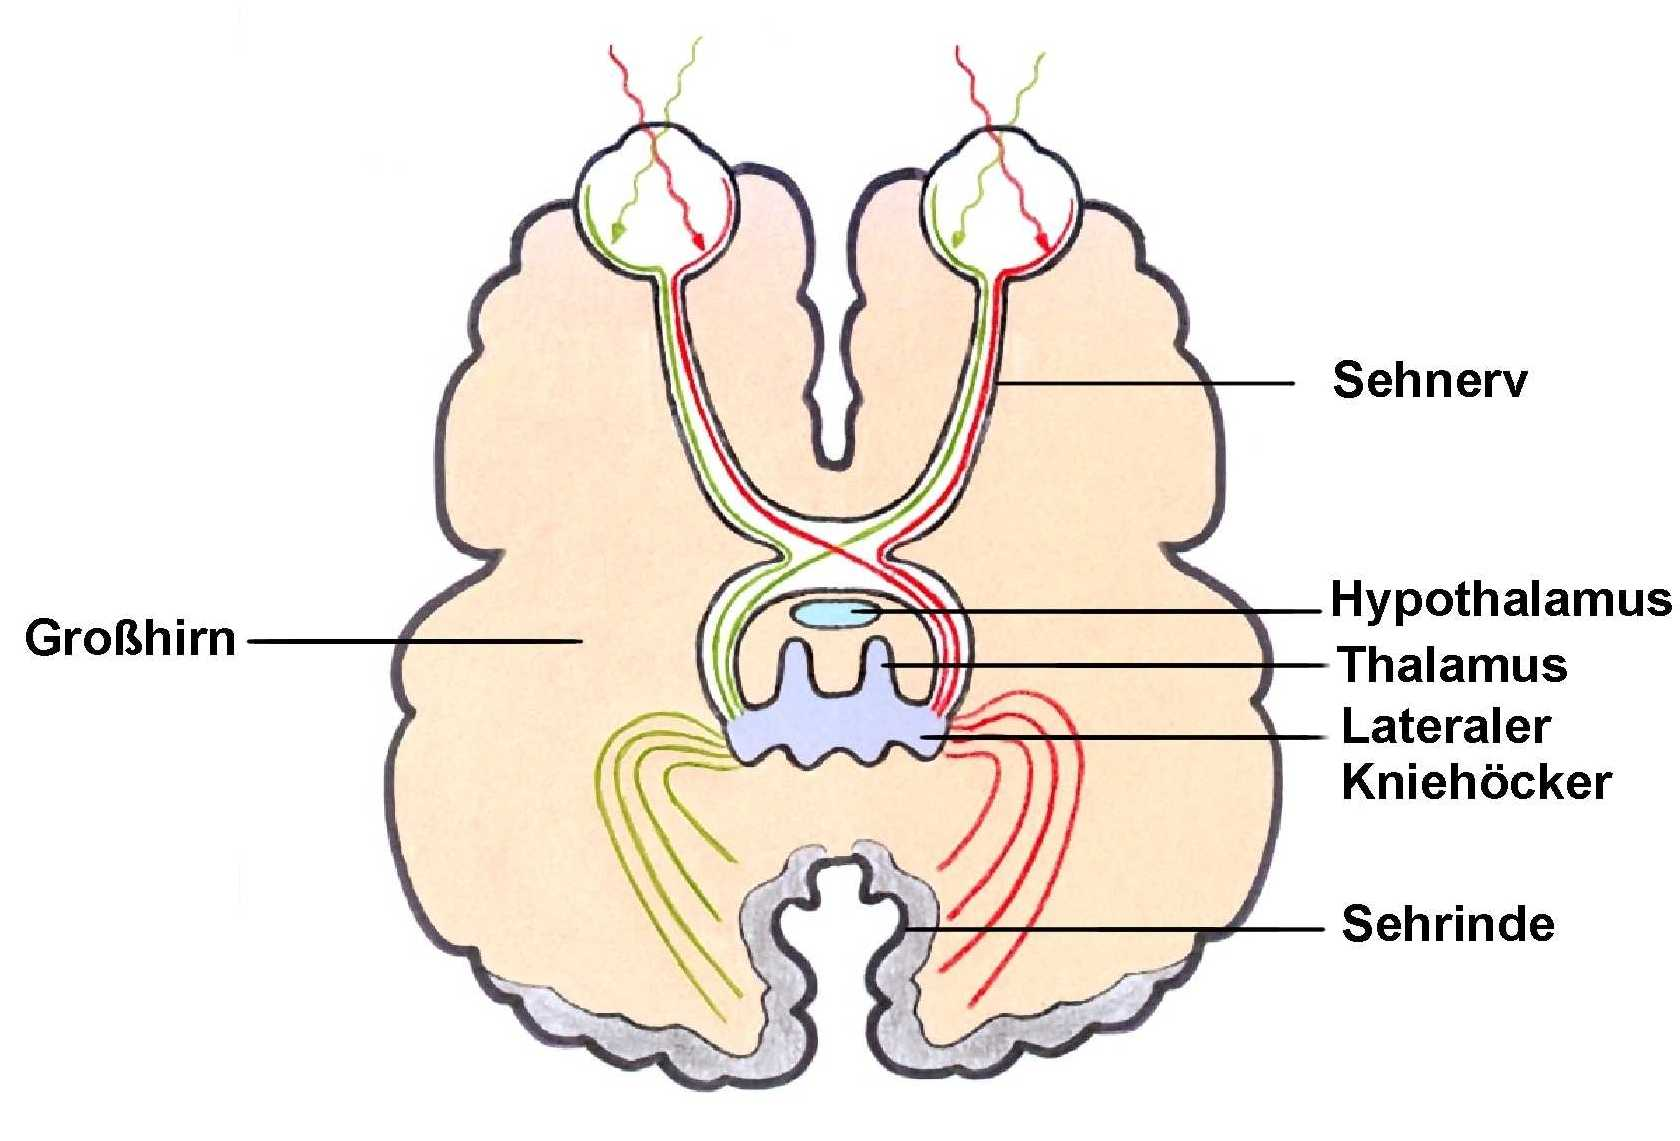 Sehnerv
Hypothalamus
Großhirn
Thalamus
Lateraler
Kniehöcker
Sehrinde